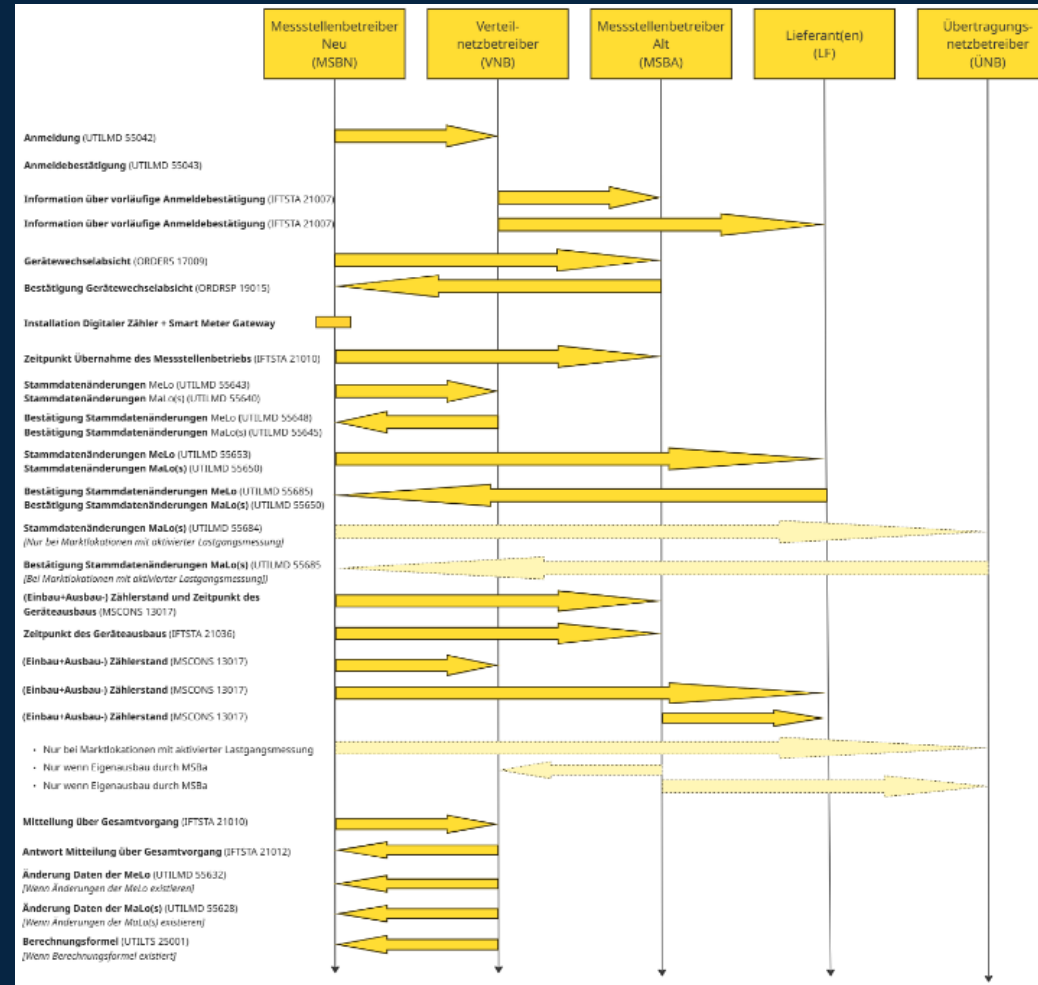 Messstellenbetreiber
Neu
(MSBN)
Verteil-
netzbetreiber
(VNB)
Messstellenbetreiber
Alt
(MSBA)
Lieferant(en)
(LF)
Übertragungs-
netzbetreiber
(ÜNB)
Anmeldung (UTILMD 55042)
Anmeldebestätigung (UTILMD 55043)
Information über vorläufige Anmeldebestätigung (IFTSTA 21007)
Information über vorläufige Anmeldebestätigung (IFTSTA 21007)
Gerätewechselabsicht (ORDERS 17009)
Bestätigung Gerätewechselabsicht (ORDRSP 19015)
Installation Digitaler Zähler + Smart Meter Gateway
Zeitpunkt Übernahme des Messstellenbetriebs (IFTSTA 21010)
Stammdatenänderungen MeLo (UTILMD 55643)
Stammdatenänderungen MaLo(s) (UTILMD 55640)
Bestätigung Stammdatenänderungen MeLo (UTILMD 55648)
Bestätigung Stammdatenänderungen MaLo(s) (UTILMD 55645)
Stammdatenänderungen MeLo (UTILMD 55653)
Stammdatenänderungen MaLo(s) (UTILMD 55650)
Bestätigung Stammdatenänderungen MeLo (UTILMD 55685)
Bestätigung Stammdatenänderungen MaLo(s) (UTILMD 55650)
Stammdatenänderungen MaLo(s) (UTILMD 55684)
[Nur bei Marktlokationen mit aktivierter Lastgangsmessung]
Bestätigung Stammdatenänderungen MaLo(s) (UTILMD 55685
[Bei Marktlokationen mit aktivierter Lastgangsmessung])
(Einbau+Ausbau-) Zählerstand und Zeitpunkt des
Geräteausbaus (MSCONS 13017)
Zeitpunkt des Geräteausbaus (IFTSTA 21036)
(Einbau+Ausbau-) Zählerstand (MSCONS 13017)
(Einbau+Ausbau-) Zählerstand (MSCONS 13017)
(Einbau+Ausbau-) Zählerstand (MSCONS 13017)
• Nur bei Marktlokationen mit aktivierter Lastgangsmessung
• Nur wenn Eigenausbau durch MSBa
• Nur wenn Eigenausbau durch MSBa
Mitteilung über Gesamtvorgang (IFTSTA 21010)
Antwort Mitteilung über Gesamtvorgang (IFTSTA 21012)
Änderung Daten der MeLo (UTILMD 55632)
[Wenn Änderungen der MeLo existieren]
Änderung Daten der MaLo(s) (UTILMD 55628)
[Wenn Änderungen der MaLo(s) existieren]
Berechnungsformel (UTILTS 25001)
[Wenn Berechnungsformel existiert]